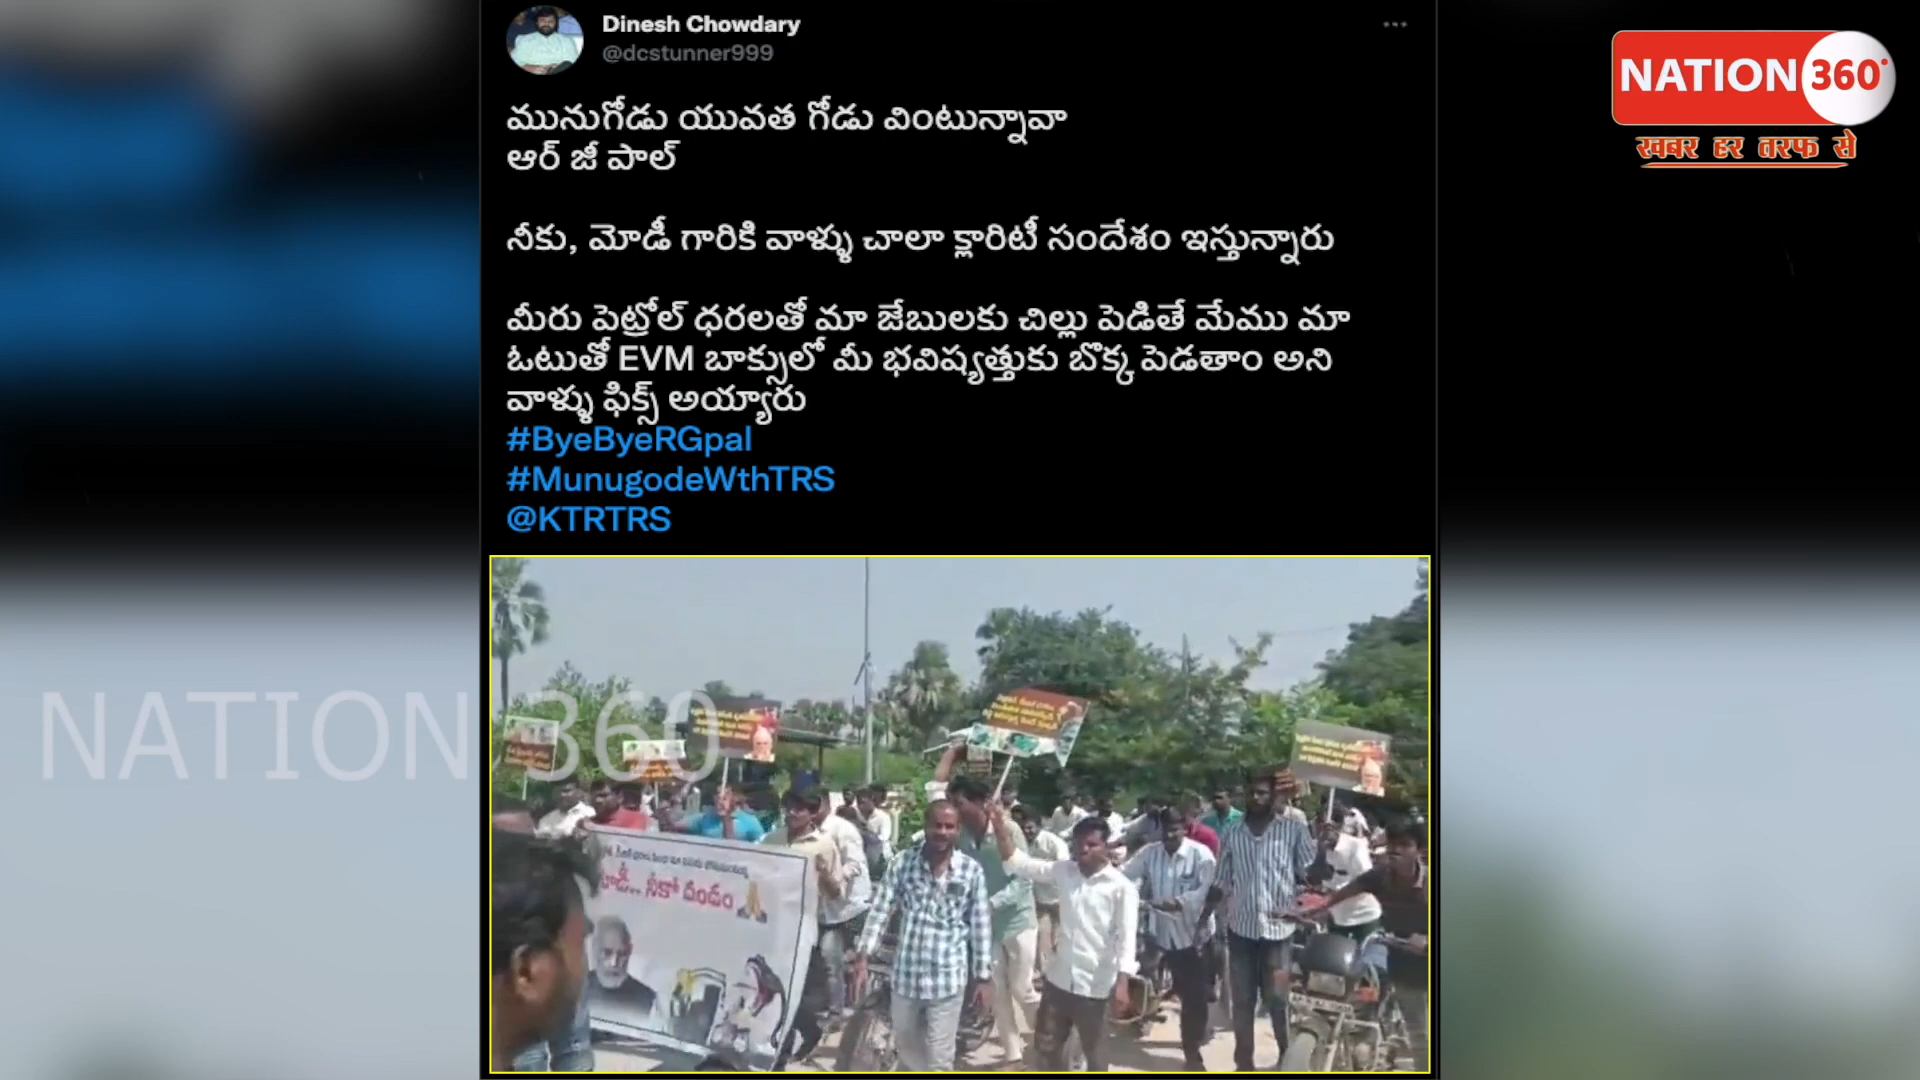 Dinesh Chowdary
@dcstunner999
NATION 360°
खबर हर तरफ से
మునుగోడు యువత గోడు వింటున్నావా
ఆర్ జీ పాల్
నీకు, మోడీ గారికి వాళ్ళు చాలా క్లారిటీ సందేశం ఇస్తున్నారు
మీరు పెట్రోల్ ధరలతో మా జేబులకు చిల్లు పెడితే మేము మా
ఓటుతో EVM బాక్సులో మీ భవిష్యత్తుకు బొక్క పెడతాం అని
వాళ్ళు ఫిక్స్ అయ్యారు
#ByeByeRGpal
#MunugodeWthTRS
@KTRTRS
NATION 360
నీకో దండం